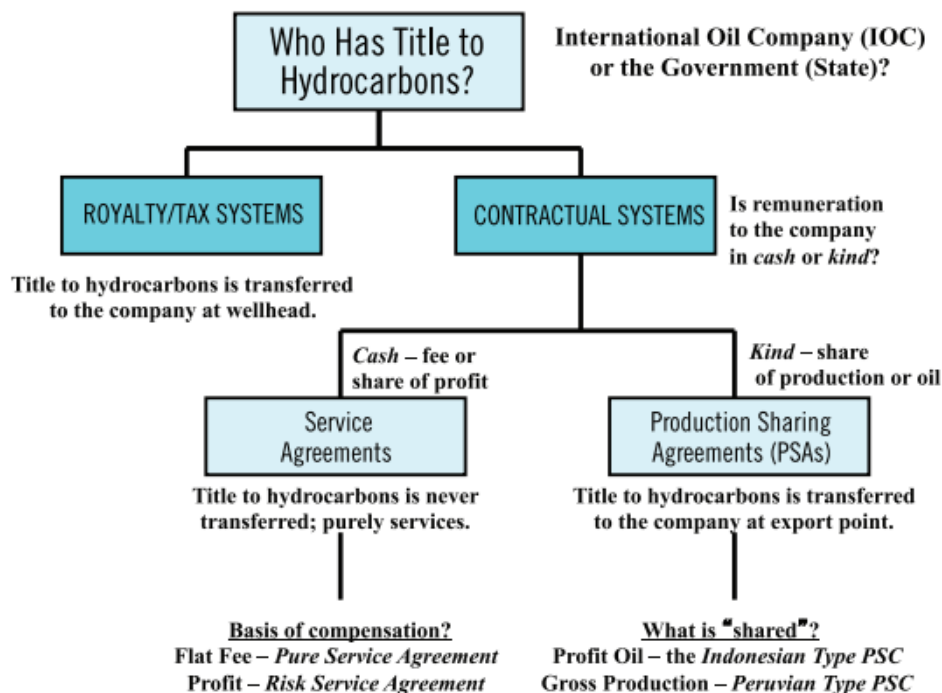 Who Has Title to
Hydrocarbons?
International Oil Company (IOC)
or the Government (State)?
ROYALTY/TAX SYSTEMS
CONTRACTUAL SYSTEMS
Is remuneration
to the company
in cash or kind?
Title to hydrocarbons is transferred
to the company at wellhead.
Cash – fee or
share of profit
Kind – share
of production or oil
Service
Agreements
Production Sharing
Agreements (PSAs)
Title to hydrocarbons is never
transferred; purely services.
Title to hydrocarbons is transferred
to the company at export point.
Basis of compensation?
Flat Fee – Pure Service Agreement
Profit – Risk Service Agreement
What is "shared"?
Profit Oil – the Indonesian Type PSC
Gross Production – Peruvian Type PSC